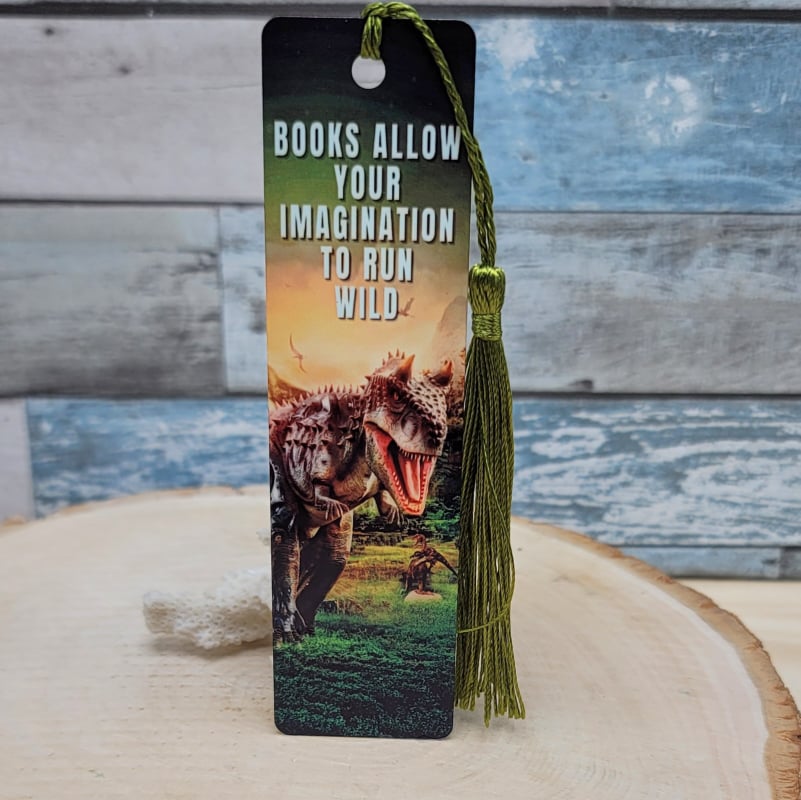 BOOKS ALLOW
YOUR
IMAGINATION
TO RUN
WILD